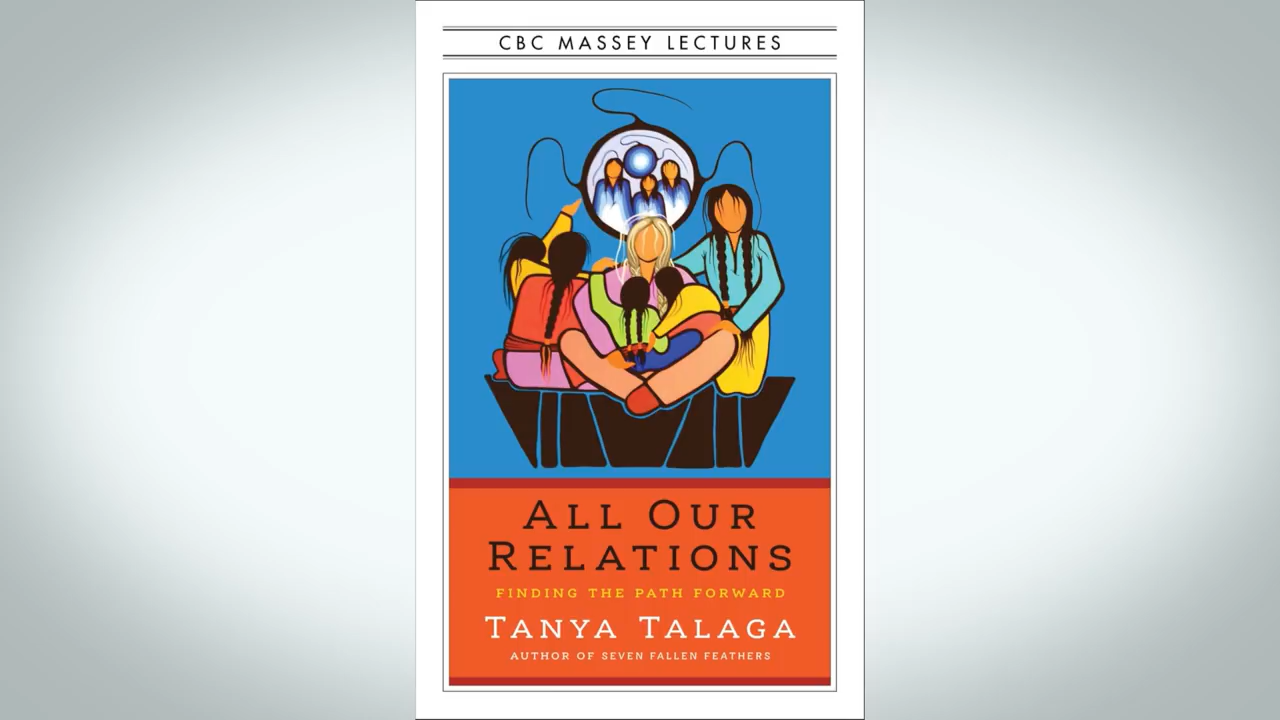 CBC MASSEY LECTURES
ALL OUR
RELATIONS
FINDING THE PATH FORWARD
TANYA TALAGA
AUTHOR OF SEVEN FALLEN FEATHERS